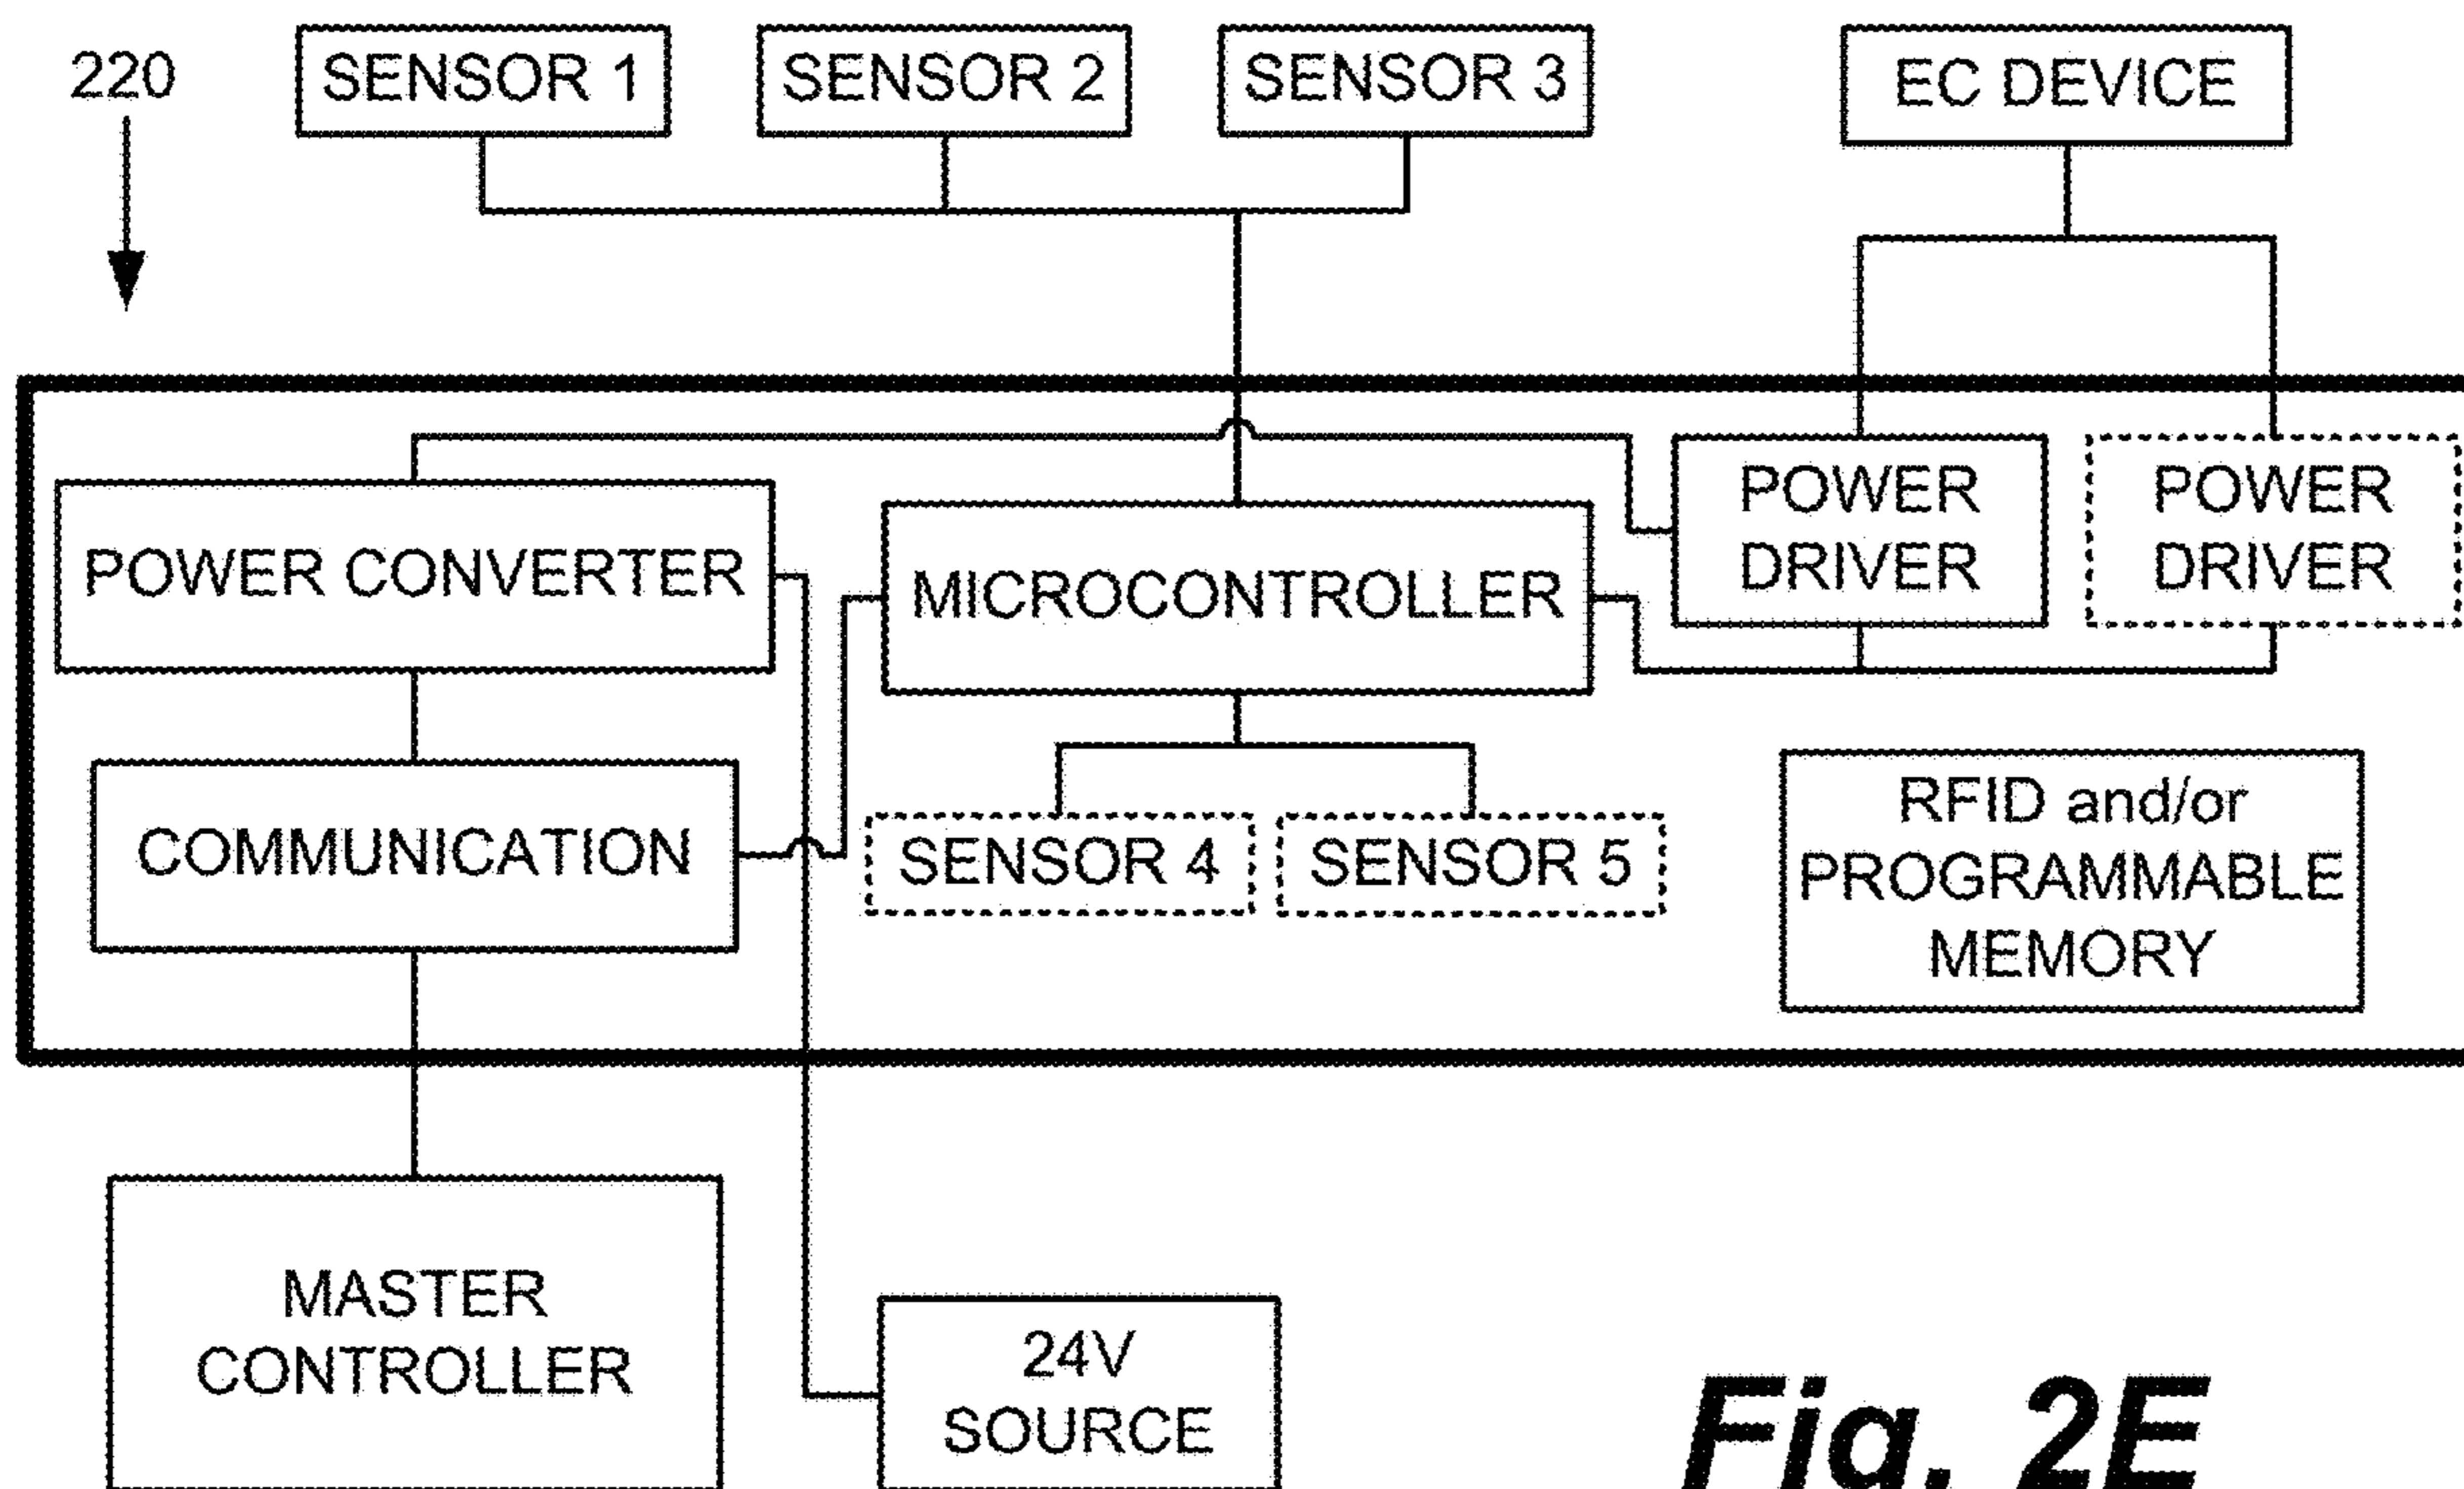 220
SENSOR 1
SENSOR 2
SENSOR 3
EC DEVICE
POWER CONVERTER
MICROCONTROLLER
POWER
DRIVER
POWER
DRIVER
COMMUNICATION
SENSOR 4
SENSOR 5
RFID and/or
PROGRAMMABLE
MEMORY
MASTER
CONTROLLER
24V
SOURCE
Fig. 2E